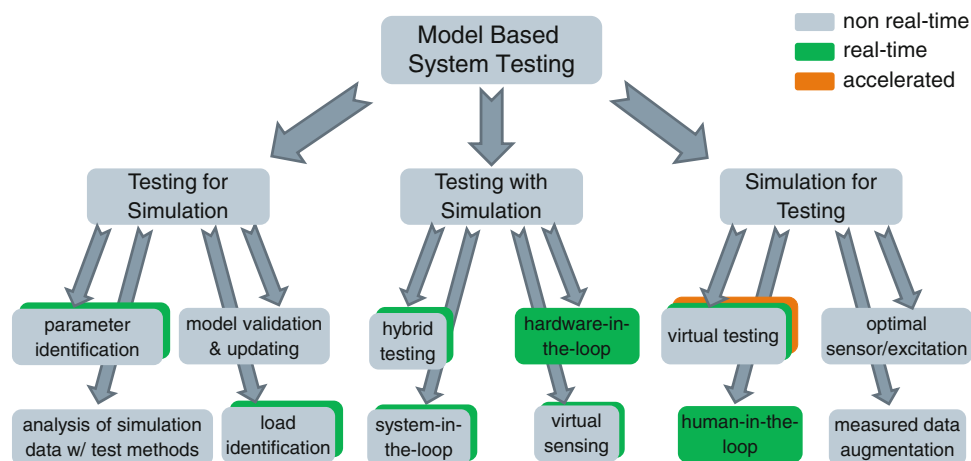 Model Based
System Testing
non real-time
real-time
accelerated
Testing for
Simulation
Testing with
Simulation
Simulation for
Testing
parameter
identification
model validation
& updating
hybrid
testing
hardware-in-
the-loop
virtual testing
optimal
sensor/excitation
analysis of simulation
data w/ test methods
load
identification
system-in-
the-loop
virtual
sensing
human-in-the-
loop
measured data
augmentation